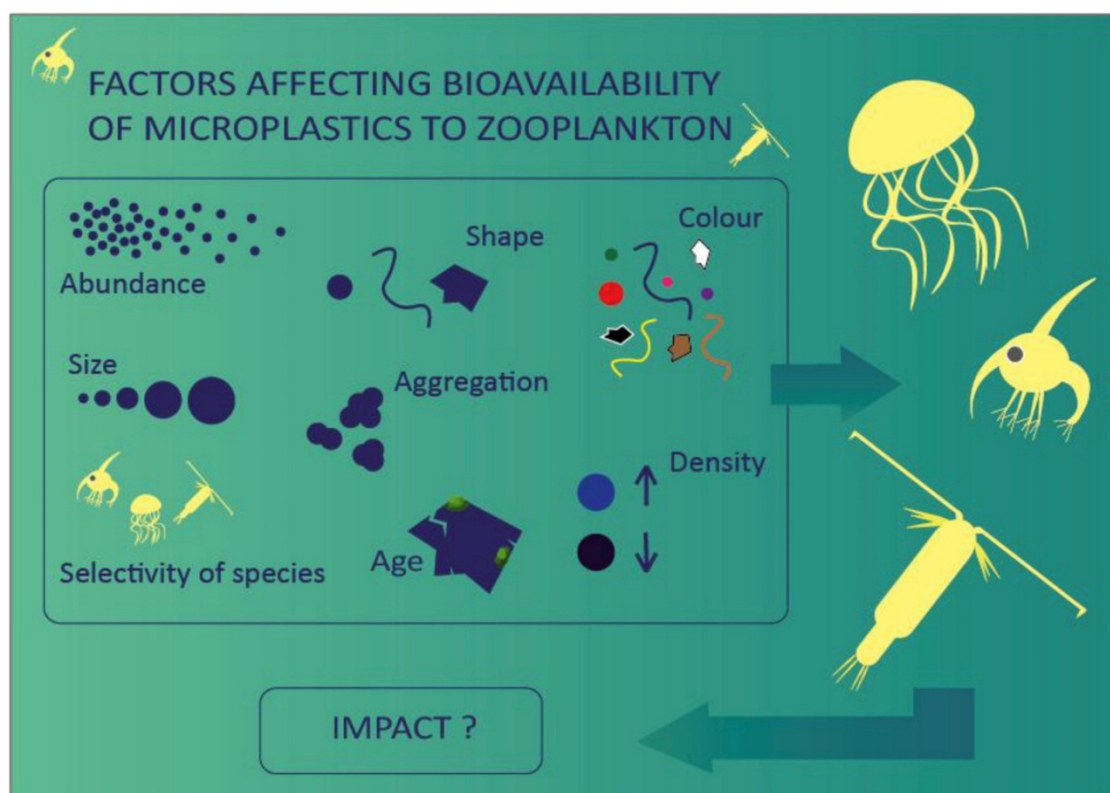 FACTORS AFFECTING BIOAVAILABILITY
OF MICROPLASTICS TO ZOOPLANKTON
Abundance
Shape
Colour
Size
Aggregation
Density
Selectivity of species
Age
IMPACT ?